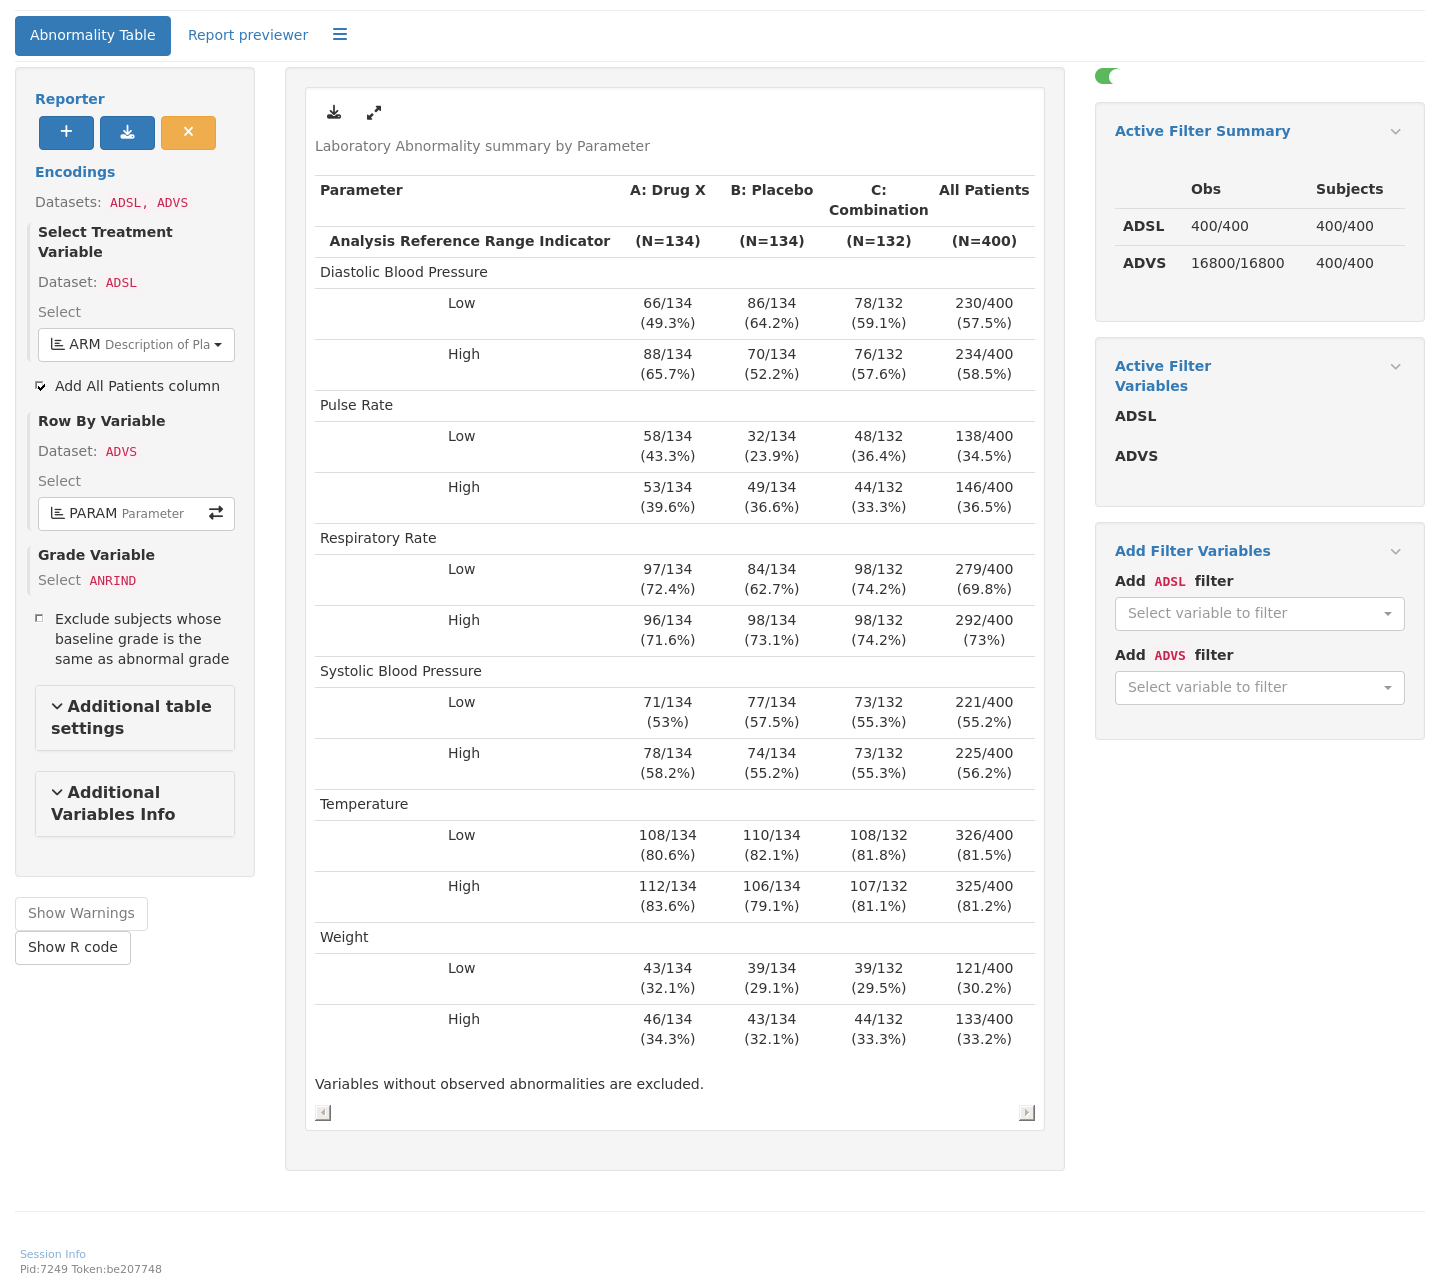 Abnormality Table Report previewer
Reporter
Encodings
Datasets: ADSL, ADVS
Select Treatment
Variable
Dataset: ADSL
Select
ARM Description of Pla
Add All Patients column
Row By Variable
Dataset: ADVS
Select
PARAM Parameter
Grade Variable
Select ANRIND
Exclude subjects whose
baseline grade is the
same as abnormal grade
Additional table
settings
Additional
Variables Info
Show Warnings
Show R code
Laboratory Abnormality summary by Parameter
Parameter A: Drug X B: Placebo C: All Patients
Combination
Analysis Reference Range Indicator (N=134) (N=134) (N=132) (N=400)
Diastolic Blood Pressure
Low 66/134 86/134 78/132 230/400
(49.3%) (64.2%) (59.1%) (57.5%)
High 88/134 70/134 76/132 234/400
(65.7%) (52.2%) (57.6%) (58.5%)
Pulse Rate
Low 58/134 32/134 48/132 138/400
(43.3%) (23.9%) (36.4%) (34.5%)
High 53/134 49/134 44/132 146/400
(39.6%) (36.6%) (33.3%) (36.5%)
Respiratory Rate
Low 97/134 84/134 98/132 279/400
(72.4%) (62.7%) (74.2%) (69.8%)
High 96/134 98/134 98/132 292/400
(71.6%) (73.1%) (74.2%) (73%)
Systolic Blood Pressure
Low 71/134 77/134 73/132 221/400
(53%) (57.5%) (55.3%) (55.2%)
High 78/134 74/134 73/132 225/400
(58.2%) (55.2%) (55.3%) (56.2%)
Temperature
Low 108/134 110/134 108/132 326/400
(80.6%) (82.1%) (81.8%) (81.5%)
High 112/134 106/134 107/132 325/400
(83.6%) (79.1%) (81.1%) (81.2%)
Weight
Low 43/134 39/134 39/132 121/400
(32.1%) (29.1%) (29.5%) (30.2%)
High 46/134 43/134 44/132 133/400
(34.3%) (32.1%) (33.3%) (33.2%)
Variables without observed abnormalities are excluded.
Active Filter Summary
Obs Subjects
ADSL 400/400 400/400
ADVS 16800/16800 400/400
Active Filter
Variables
ADSL
ADVS
Add Filter Variables
Add ADSL filter
Select variable to filter
Add ADVS filter
Select variable to filter
Session Info
Pid:7249 Token:be207748